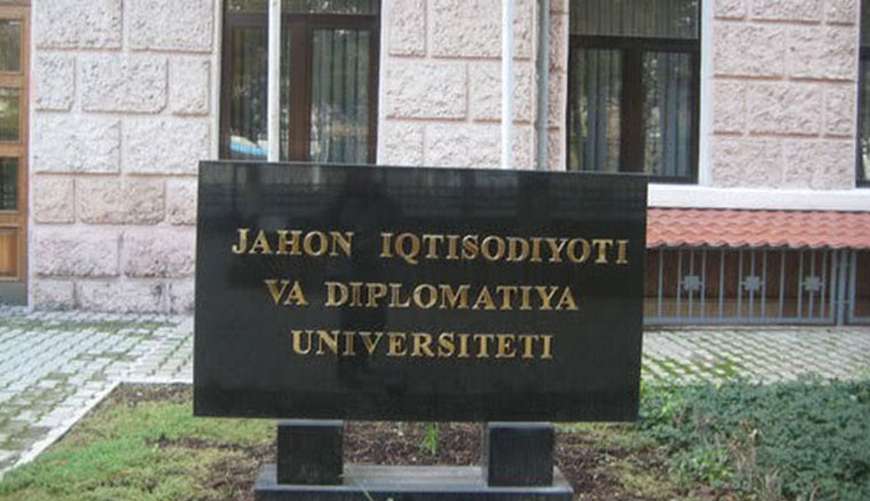 JAHON IQTISODIYOTI
VA DIPLOMATIYA
UNIVERSITETI